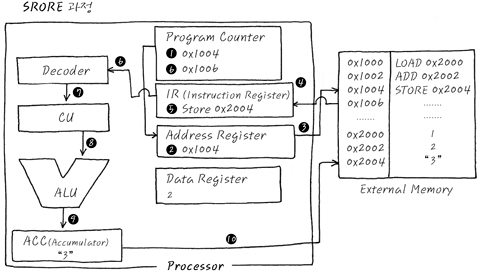 SRORE 과정
Program Counter
❶ 0x1004
❻ 0x1006
❻
Decoder
❼
IR (Instruction Register)
❺ Store 0x2004
❹
CU
❽
Address Register
❷ 0x1004
❸
ALU
Data Register
2
❾
ACC(Accumulator)
"3"
❿
Processor
0x1000 LOAD 0x2000
0x1002 ADD 0x2002
0x1004 STORE 0x2004
0x1006 .......
....... .......
0x2000 1
0x2002 2
0x2004 "3"
External Memory